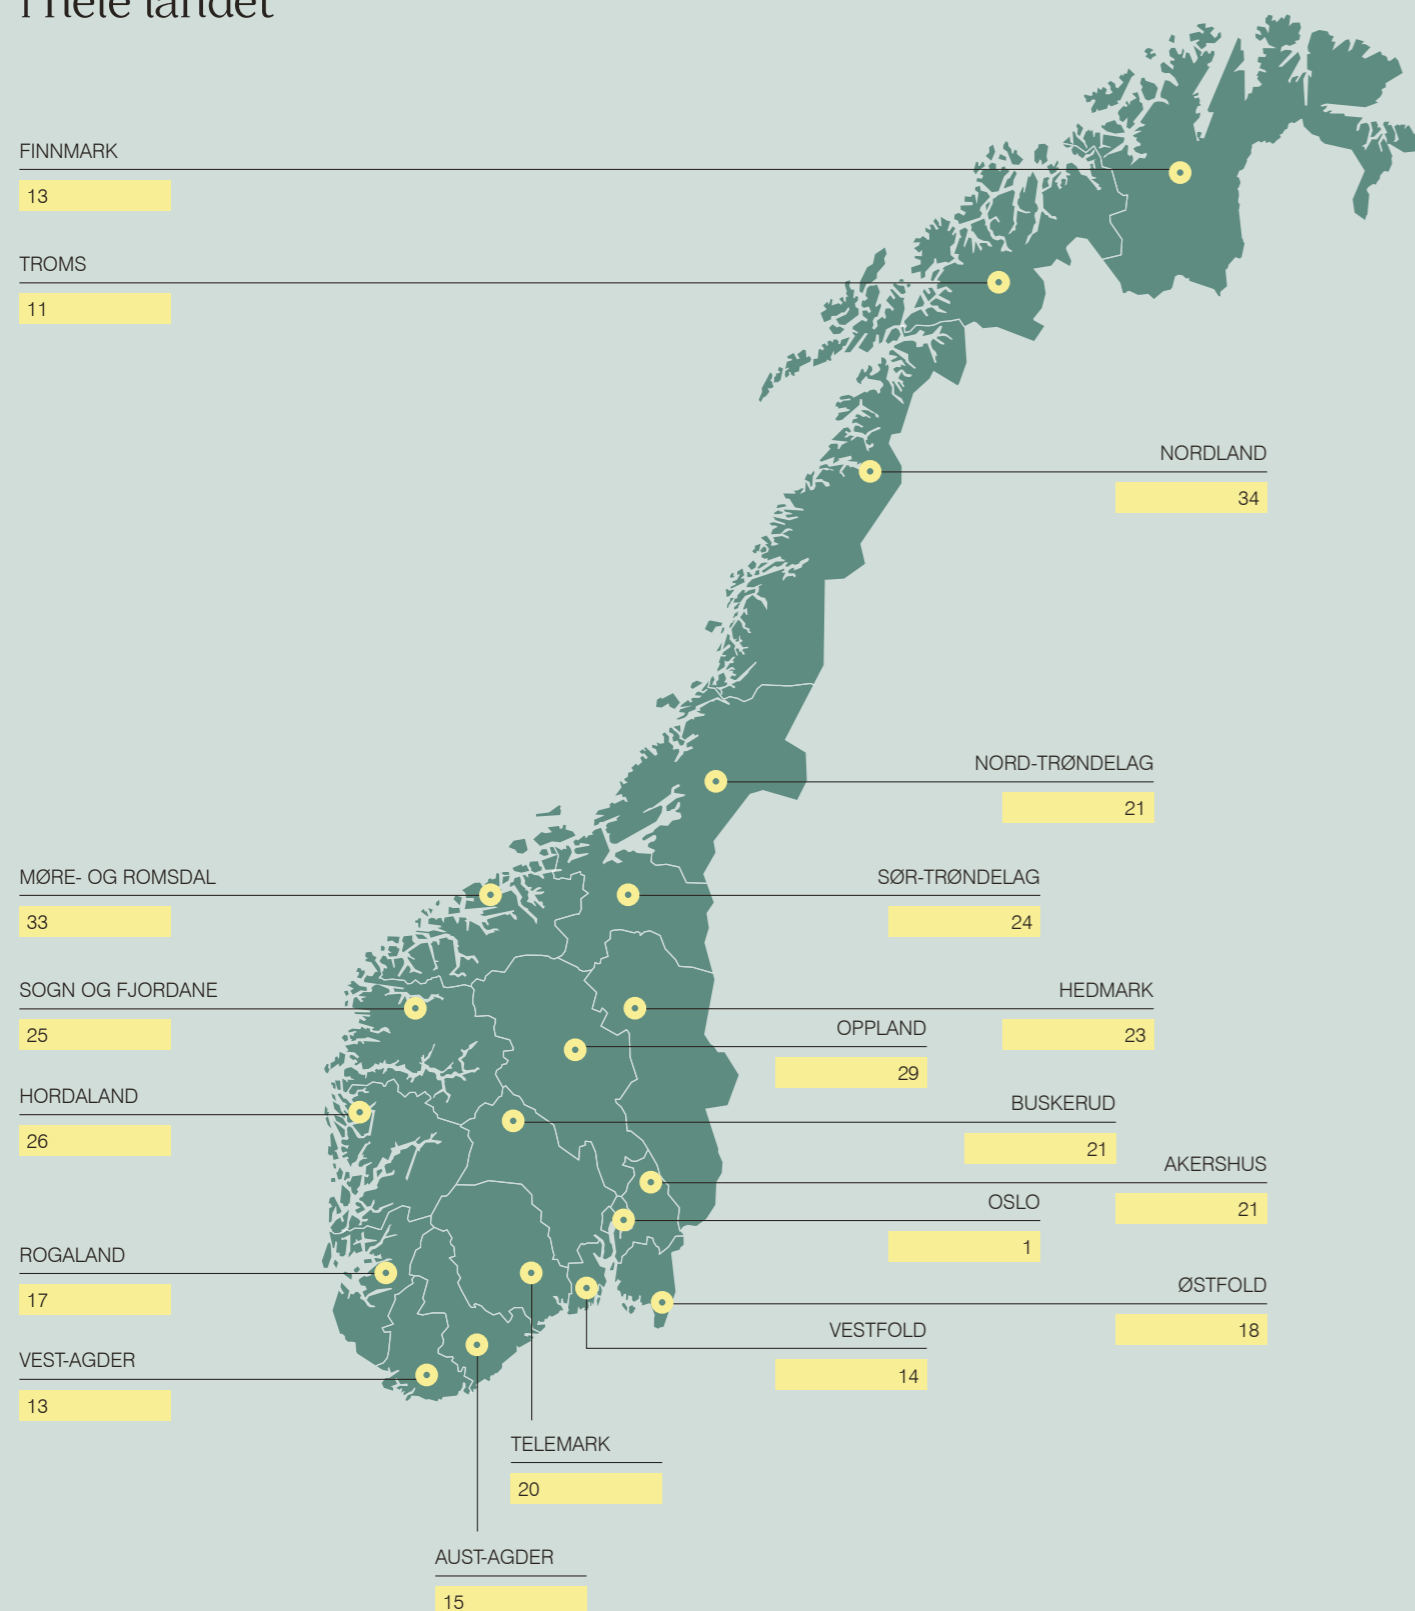 i hele landet
FINNMARK
13
TROMS
11
NORDLAND
34
NORD-TRØNDELAG
21
MØRE- OG ROMSDAL
33
SØR-TRØNDELAG
24
SOGN OG FJORDANE
25
HEDMARK
23
OPPLAND
29
HORDALAND
26
BUSKERUD
21
AKERSHUS
21
OSLO
1
ROGALAND
17
ØSTFOLD
18
VESTFOLD
14
VEST-AGDER
13
TELEMARK
20
AUST-AGDER
15